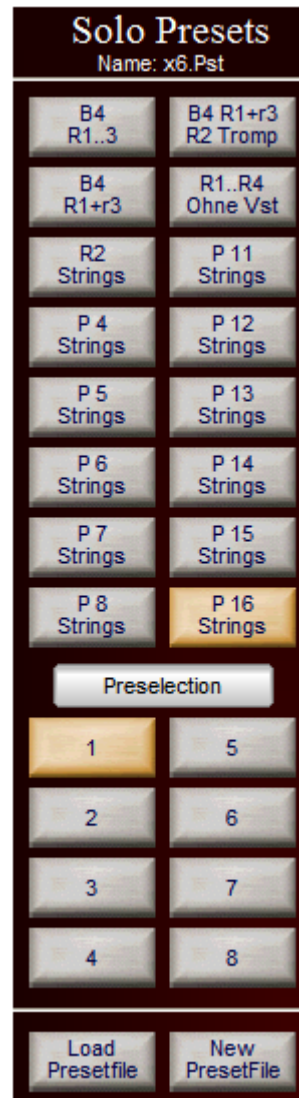 Solo Presets
Name: x6.Pst
B4
R1..3
B4 R1+r3
R2 Tromp
B4
R1+r3
R1..R4
Ohne Vst
R2
Strings
P 11
Strings
P 4
Strings
P 12
Strings
P 5
Strings
P 13
Strings
P 6
Strings
P 14
Strings
P 7
Strings
P 15
Strings
P 8
Strings
P 16
Strings
Preselection
1
5
2
6
3
7
4
8
Load
Presetfile
New
PresetFile